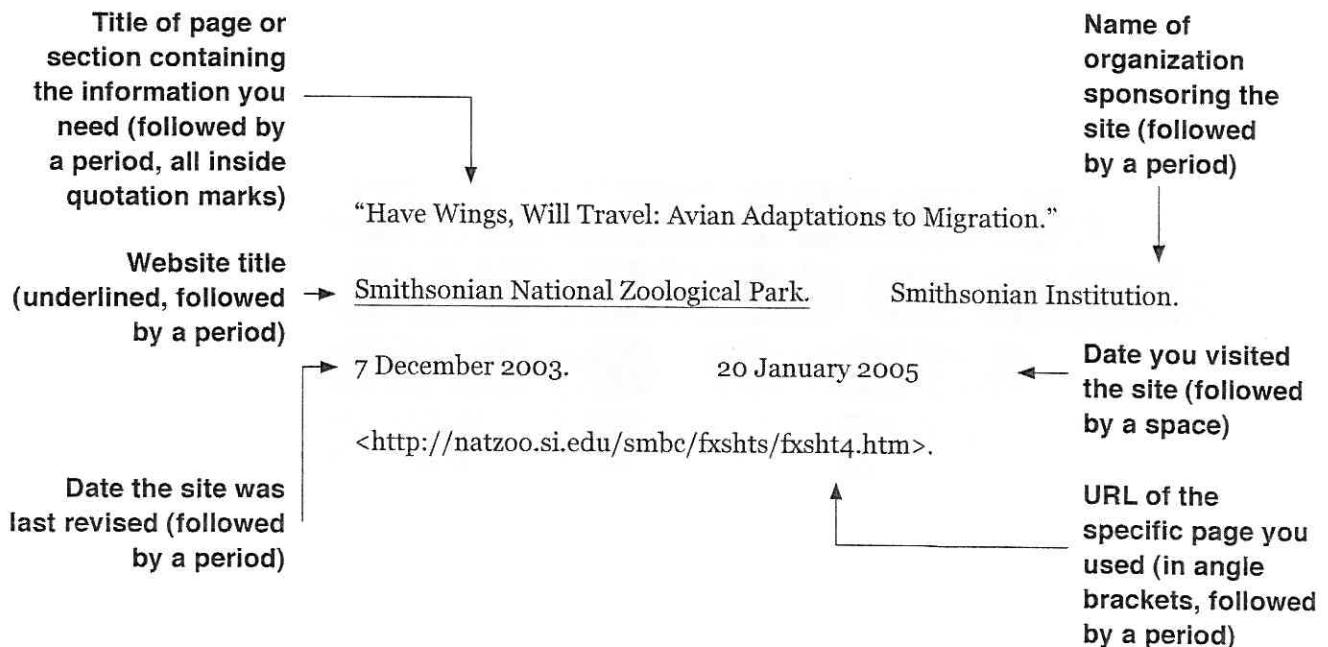 Title of page or
section containing
the information you
need (followed by
a period, all inside
quotation marks)
Name of
organization
sponsoring the
site (followed
by a period)
“Have Wings, Will Travel: Avian Adaptations to Migration.”
Website title
(underlined, followed
by a period)
Smithsonian National Zoological Park.
Smithsonian Institution.
7 December 2003.
20 January 2005
Date you visited
the site (followed
by a space)
<http://natzoo.si.edu/smbc/fxshts/fxsht4.htm>.
Date the site was
last revised (followed
by a period)
URL of the
specific page you
used (in angle
brackets, followed
by a period)